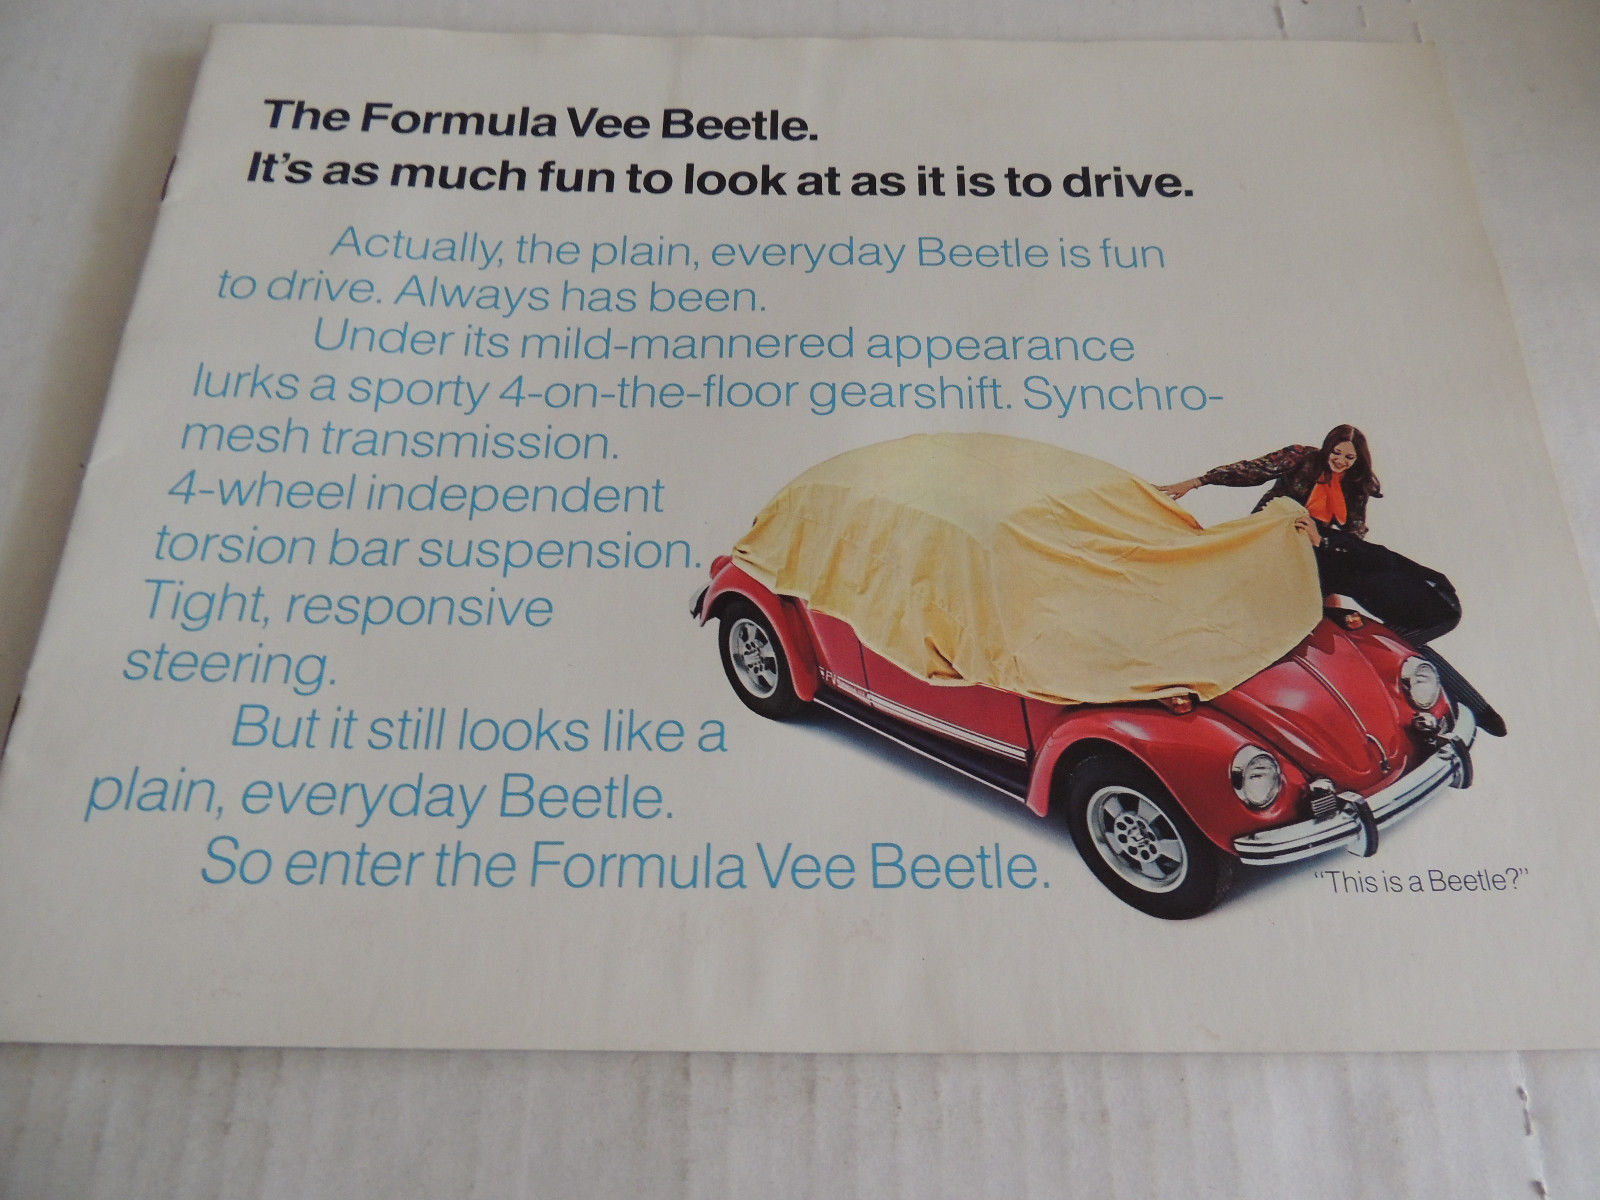 The Formula Vee Beetle.
It's as much fun to look at as it is to drive.
Actually, the plain, everyday Beetle is fun
to drive. Always has been.
Under its mild-mannered appearance
lurks a sporty 4-on-the-floor gearshift. Synchro-
mesh transmission.
4-wheel independent
torsion bar suspension.
Tight, responsive
steering.
But it still looks like a
plain, everyday Beetle.
So enter the Formula Vee Beetle.
"This is a Beetle?"